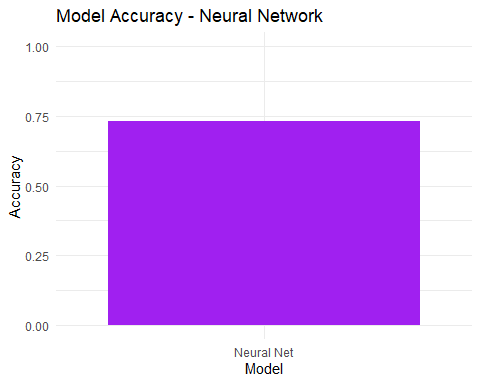 Model Accuracy - Neural Network
Accuracy
1.00
0.75
0.50
0.25
0.00
Neural Net
Model